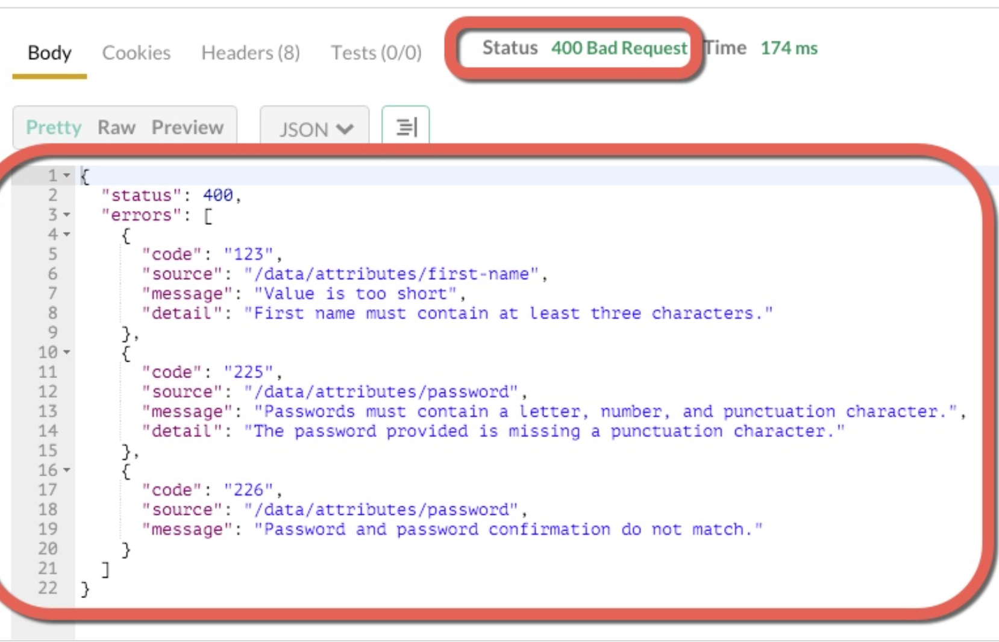 Body Cookies Headers (8) Tests (0/0) Status 400 Bad Request Time 174 ms
Pretty Raw Preview JSON
1 {
2 "status": 400,
3 "errors": [
4 {
5 "code": "123",
6 "source": "/data/attributes/first-name",
7 "message": "Value is too short",
8 "detail": "First name must contain at least three characters."
9 },
10 {
11 "code": "225",
12 "source": "/data/attributes/password",
13 "message": "Passwords must contain a letter, number, and punctuation character.",
14 "detail": "The password provided is missing a punctuation character."
15 },
16 {
17 "code": "226",
18 "source": "/data/attributes/password",
19 "message": "Password and password confirmation do not match."
20 }
21 ]
22 }